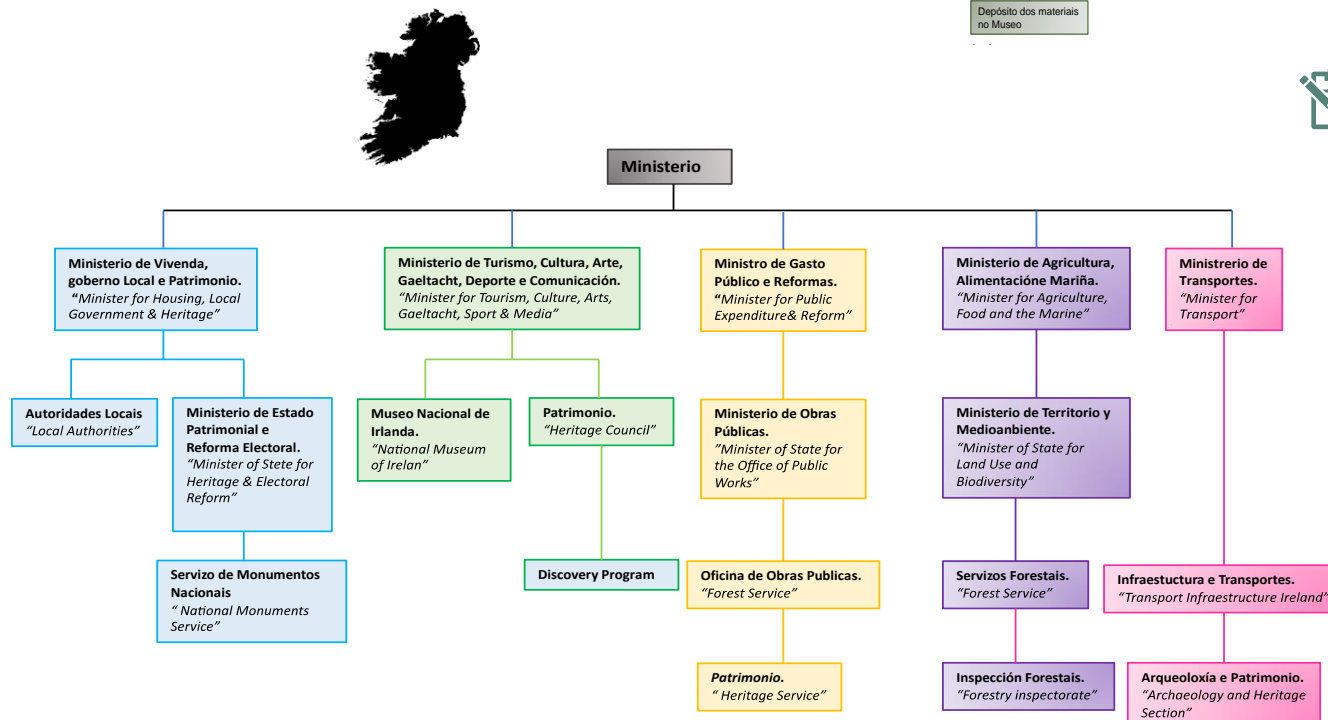 Depósito dos materiais
no Museo
Ministerio
Ministerio de Vivenda,
goberno Local e Patrimonio.
“Minister for Housing, Local
Government & Heritage”
Ministerio de Turismo, Cultura, Arte,
Gaeltacht, Deporte e Comunicación.
“Minister for Tourism, Culture, Arts,
Gaeltacht, Sport & Media”
Ministro de Gasto
Público e Reformas.
“Minister for Public
Expenditure& Reform”
Ministerio de Agricultura,
Alimentacióne Mariña.
“Minister for Agriculture,
Food and the Marine”
Ministrerio de
Transportes.
“Minister for
Transport”
Autoridades Locais
“Local Authorities”
Ministerio de Estado
Patrimonial e
Reforma Electoral.
“Minister of Stete for
Heritage & Electoral
Reform”
Museo Nacional de
Irlanda.
“National Museum
of Irelan”
Patrimonio.
“Heritage Council”
Ministerio de Obras
Públicas.
”Minister of State for
the Office of Public
Works”
Ministerio de Territorio y
Medioanbiente.
“Minister of State for
Land Use and
Biodiversity”
Servizo de Monumentos
Nacionais
“ National Monuments
Service”
Discovery Program
Oficina de Obras Publicas.
“Forest Service”
Servizos Forestais.
“Forest Service”
Infraestuctura e Transportes.
“Transport Infraestructure Ireland”
Patrimonio.
“ Heritage Service”
Inspección Forestais.
“Forestry inspectorate”
Arqueoloxía e Patrimonio.
“Archaeology and Heritage
Section”